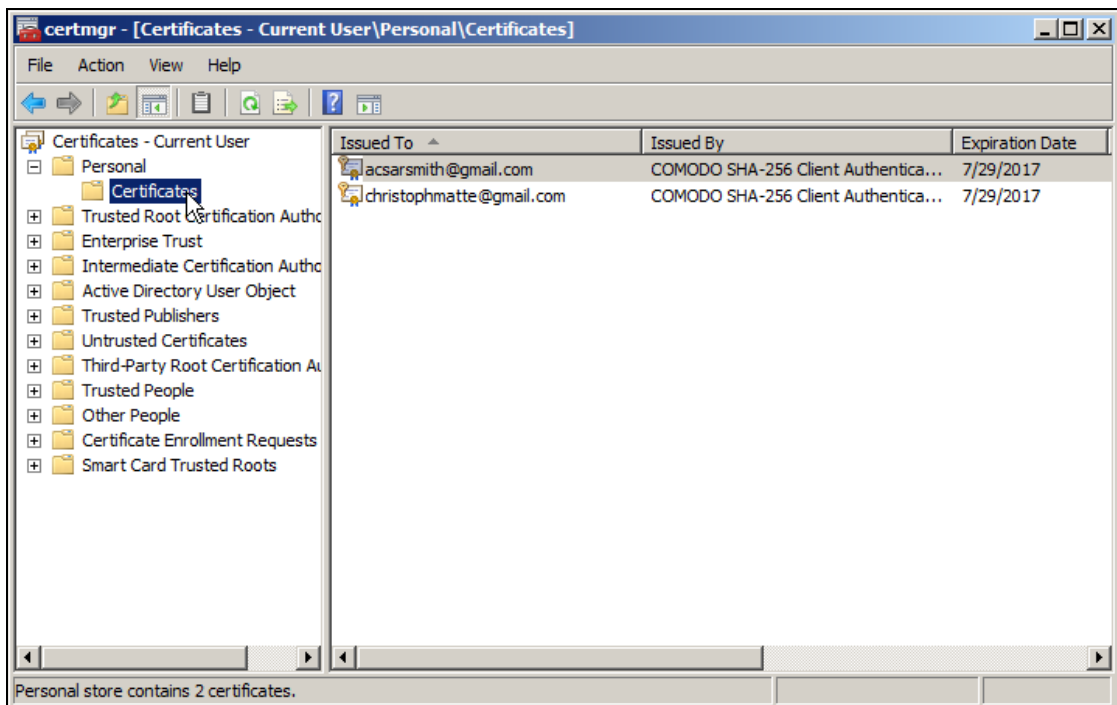 certmgr - [Certificates - Current User\Personal\Certificates]
File Action View Help
Certificates - Current User
Personal
Certificates
Trusted Root Certification Autho
Enterprise Trust
Intermediate Certification Autho
Active Directory User Object
Trusted Publishers
Untrusted Certificates
Third-Party Root Certification Au
Trusted People
Other People
Certificate Enrollment Requests
Smart Card Trusted Roots
Issued To Issued By Expiration Date
acsarsmith@gmail.com COMODO SHA-256 Client Authentica... 7/29/2017
christophmatte@gmail.com COMODO SHA-256 Client Authentica... 7/29/2017
Personal store contains 2 certificates.